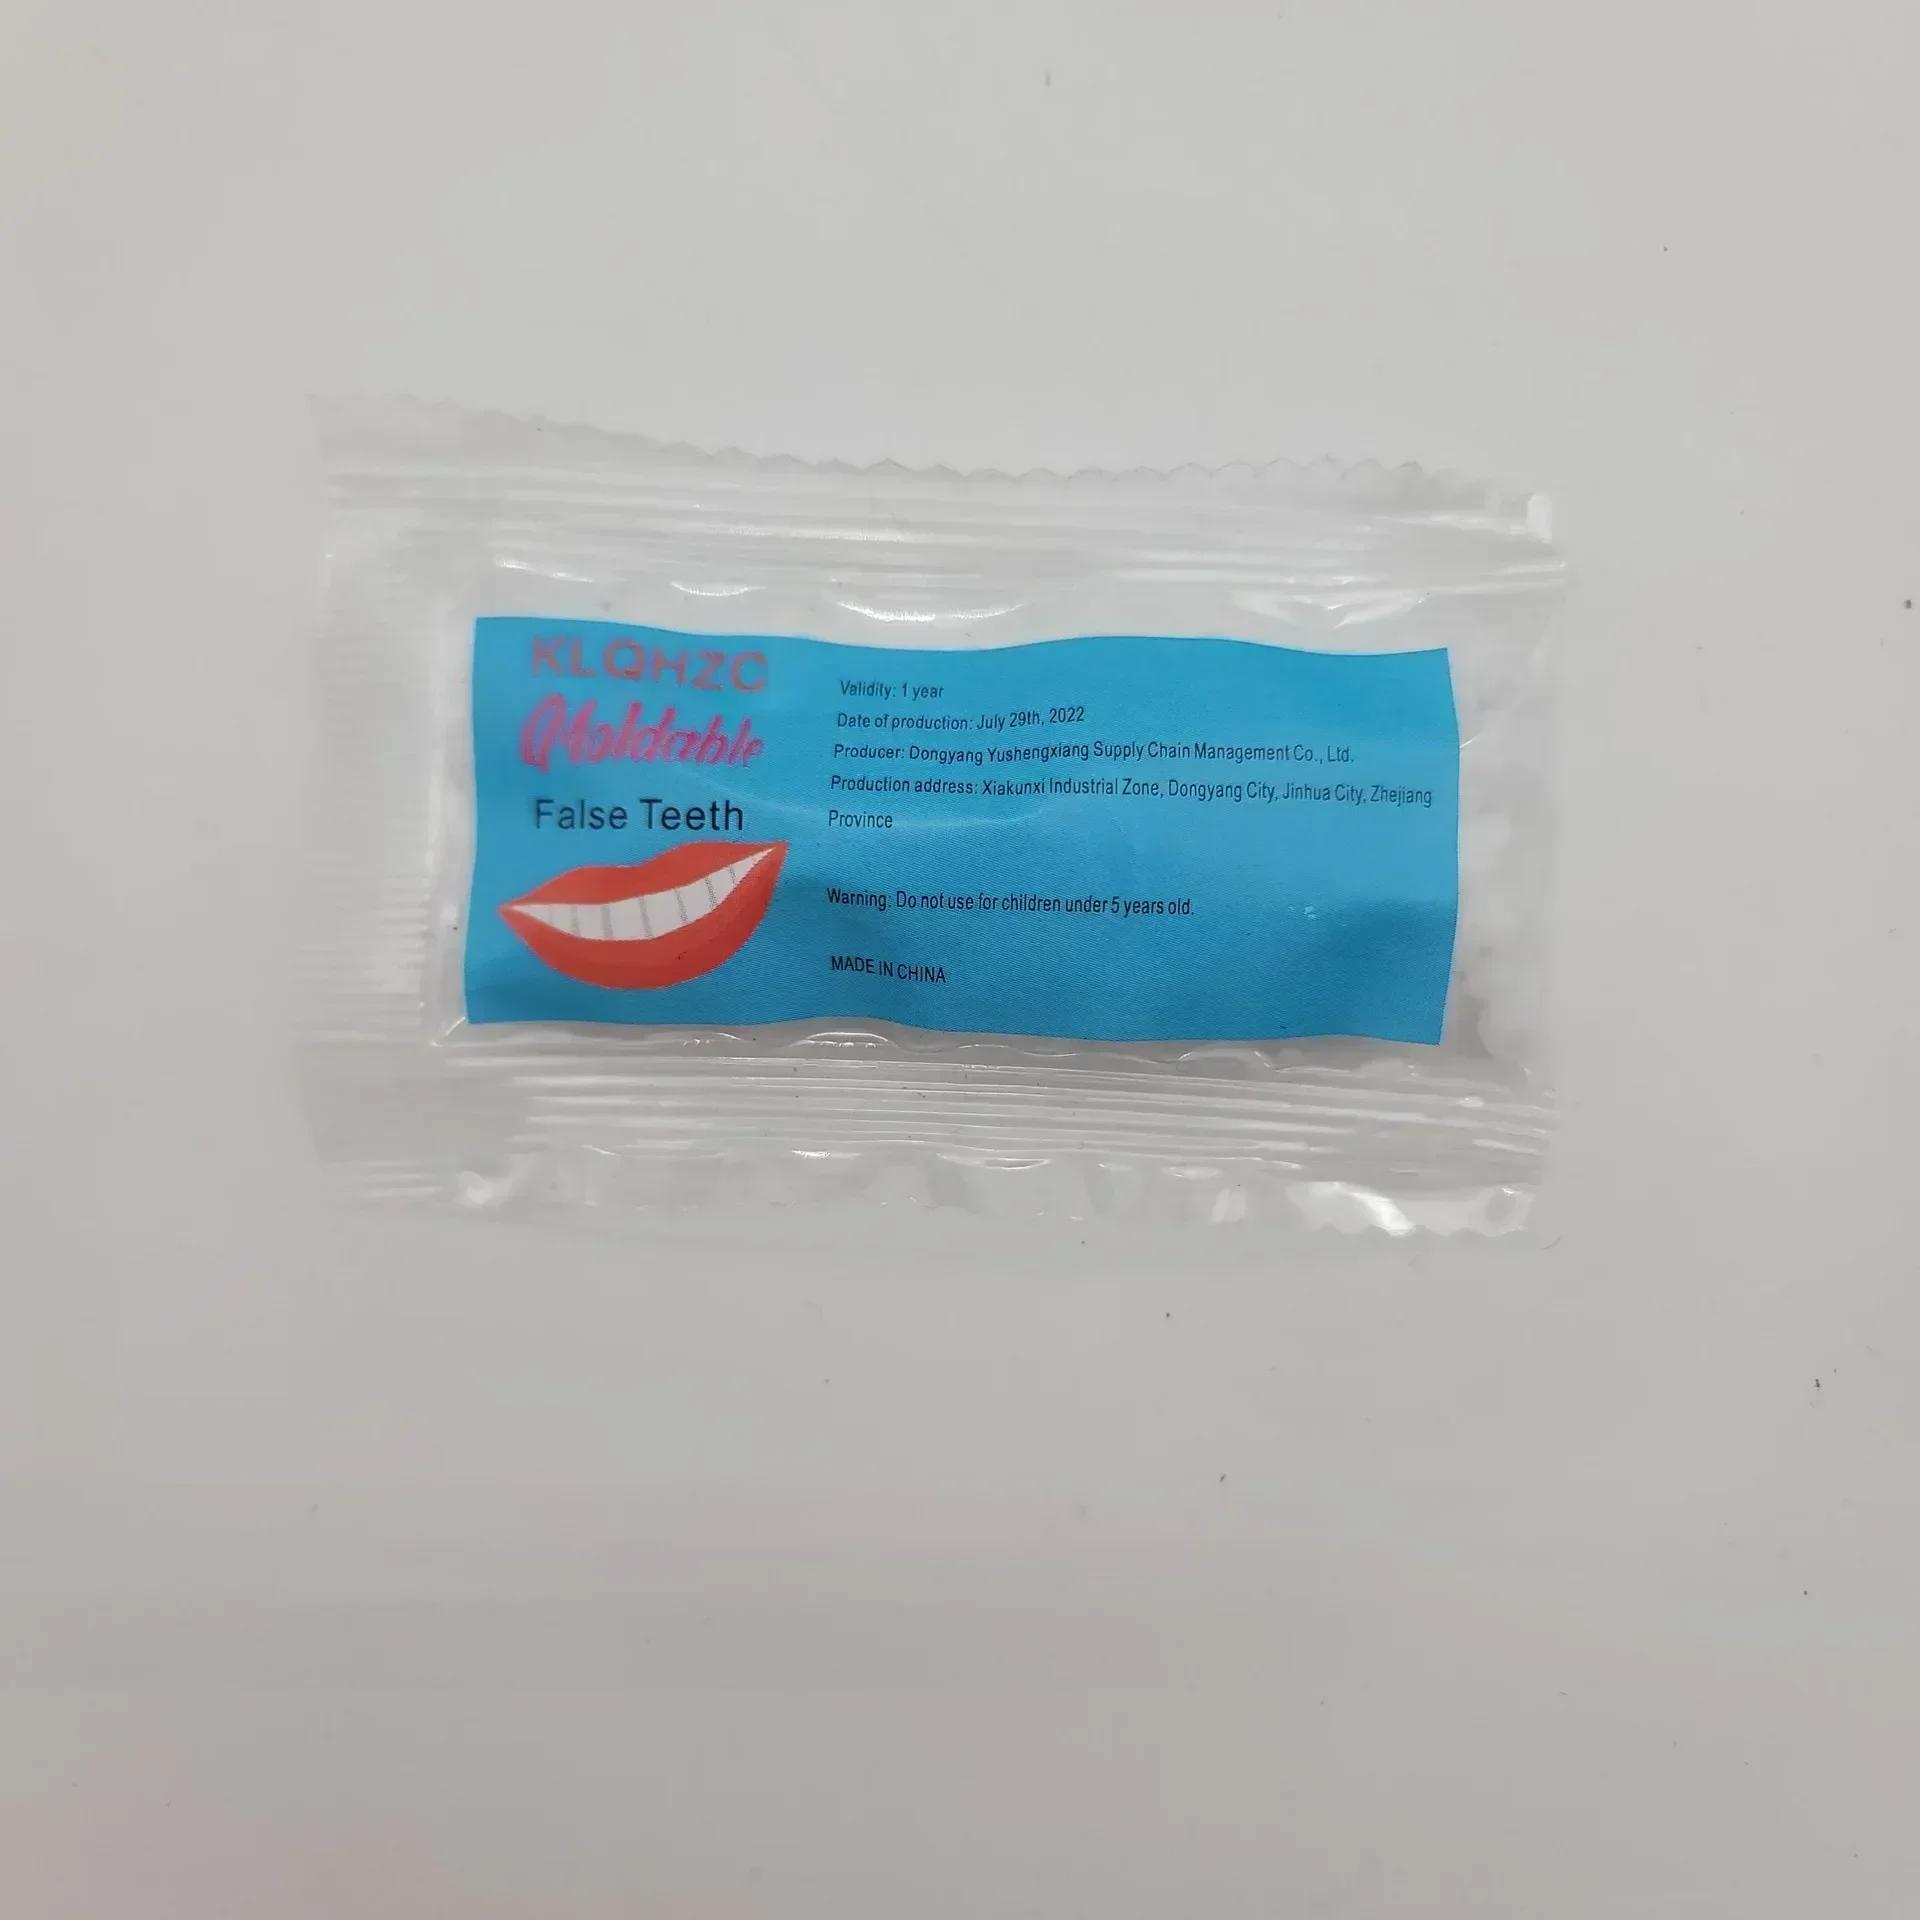 KLQHZC
Moldable
False Teeth
Validity: 1 year
Date of production: July 29th, 2022
Producer: Dongyang Yushengxiang Supply Chain Management Co., Ltd.
Production address: Xiakunxi Industrial Zone, Dongyang City, Jinhua City, Zhejiang
Province
Warning: Do not use for children under 5 years old.
MADE IN CHINA